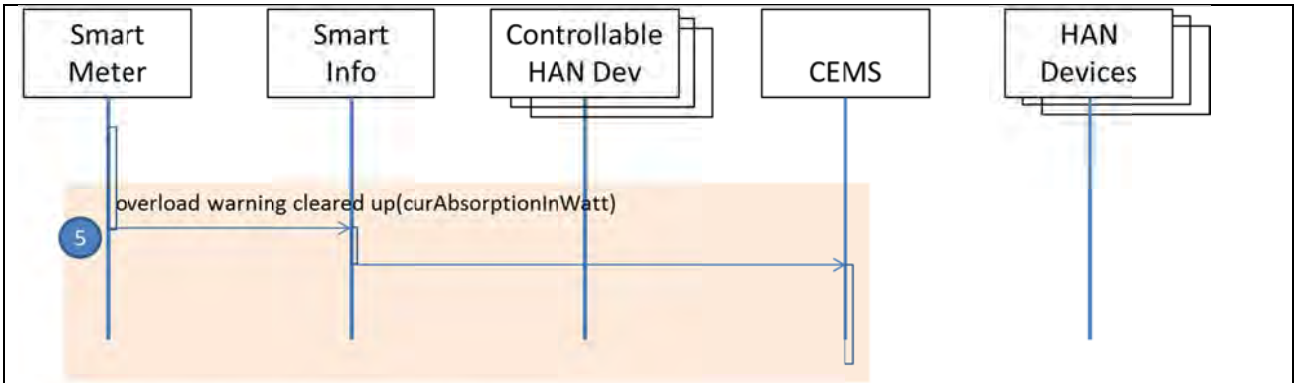 Smart
Meter
Smart
Info
Controllable
HAN Dev
CEMS
HAN
Devices
overload warning cleared up(curAbsorptionInWatt)
5